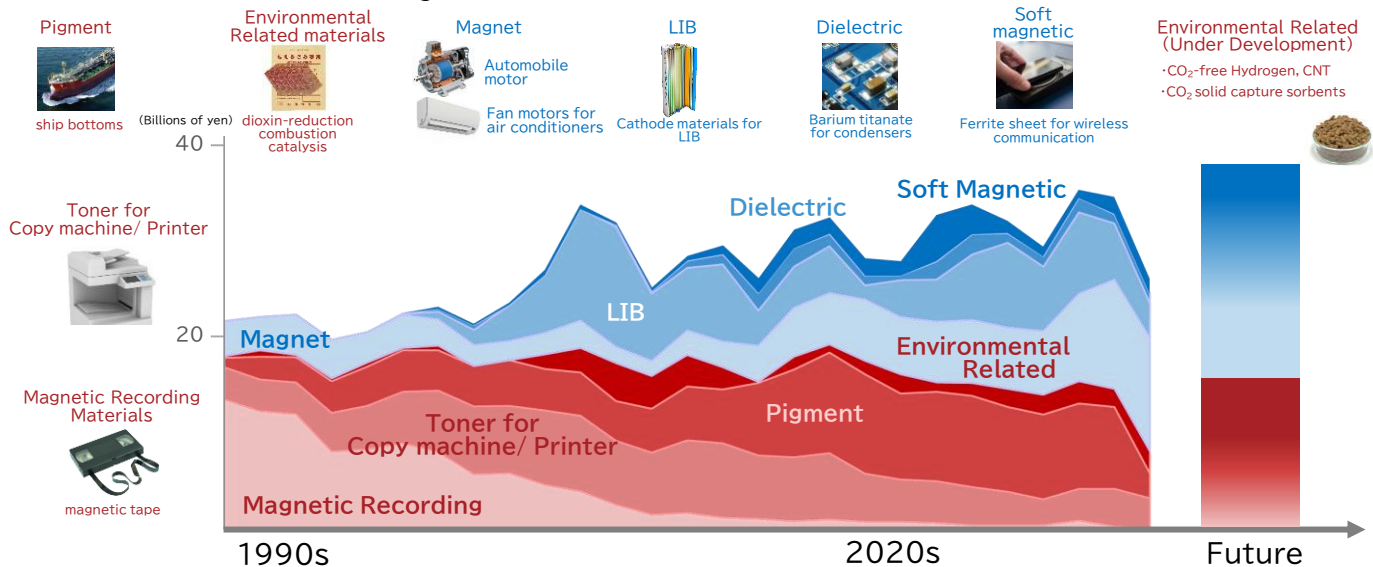 Pigment
ship bottoms
Environmental
Related materials
dioxin-reduction
combustion
catalysis
Magnet
Automobile
motor
Fan motors for
air conditioners
LIB
Cathode materials for
LIB
Dielectric
Barium titanate
for condensers
Soft
magnetic
Ferrite sheet for wireless
communication
Environmental Related
(Under Development)
・CO₂-free Hydrogen, CNT
・CO₂ solid capture sorbents
(Billions of yen)
40
20
Toner for
Copy machine/ Printer
Magnetic Recording
Materials
magnetic tape
Soft Magnetic
Dielectric
LIB
Magnet
Environmental
Related
Pigment
Toner for
Copy machine/ Printer
Magnetic Recording
1990s
2020s
Future